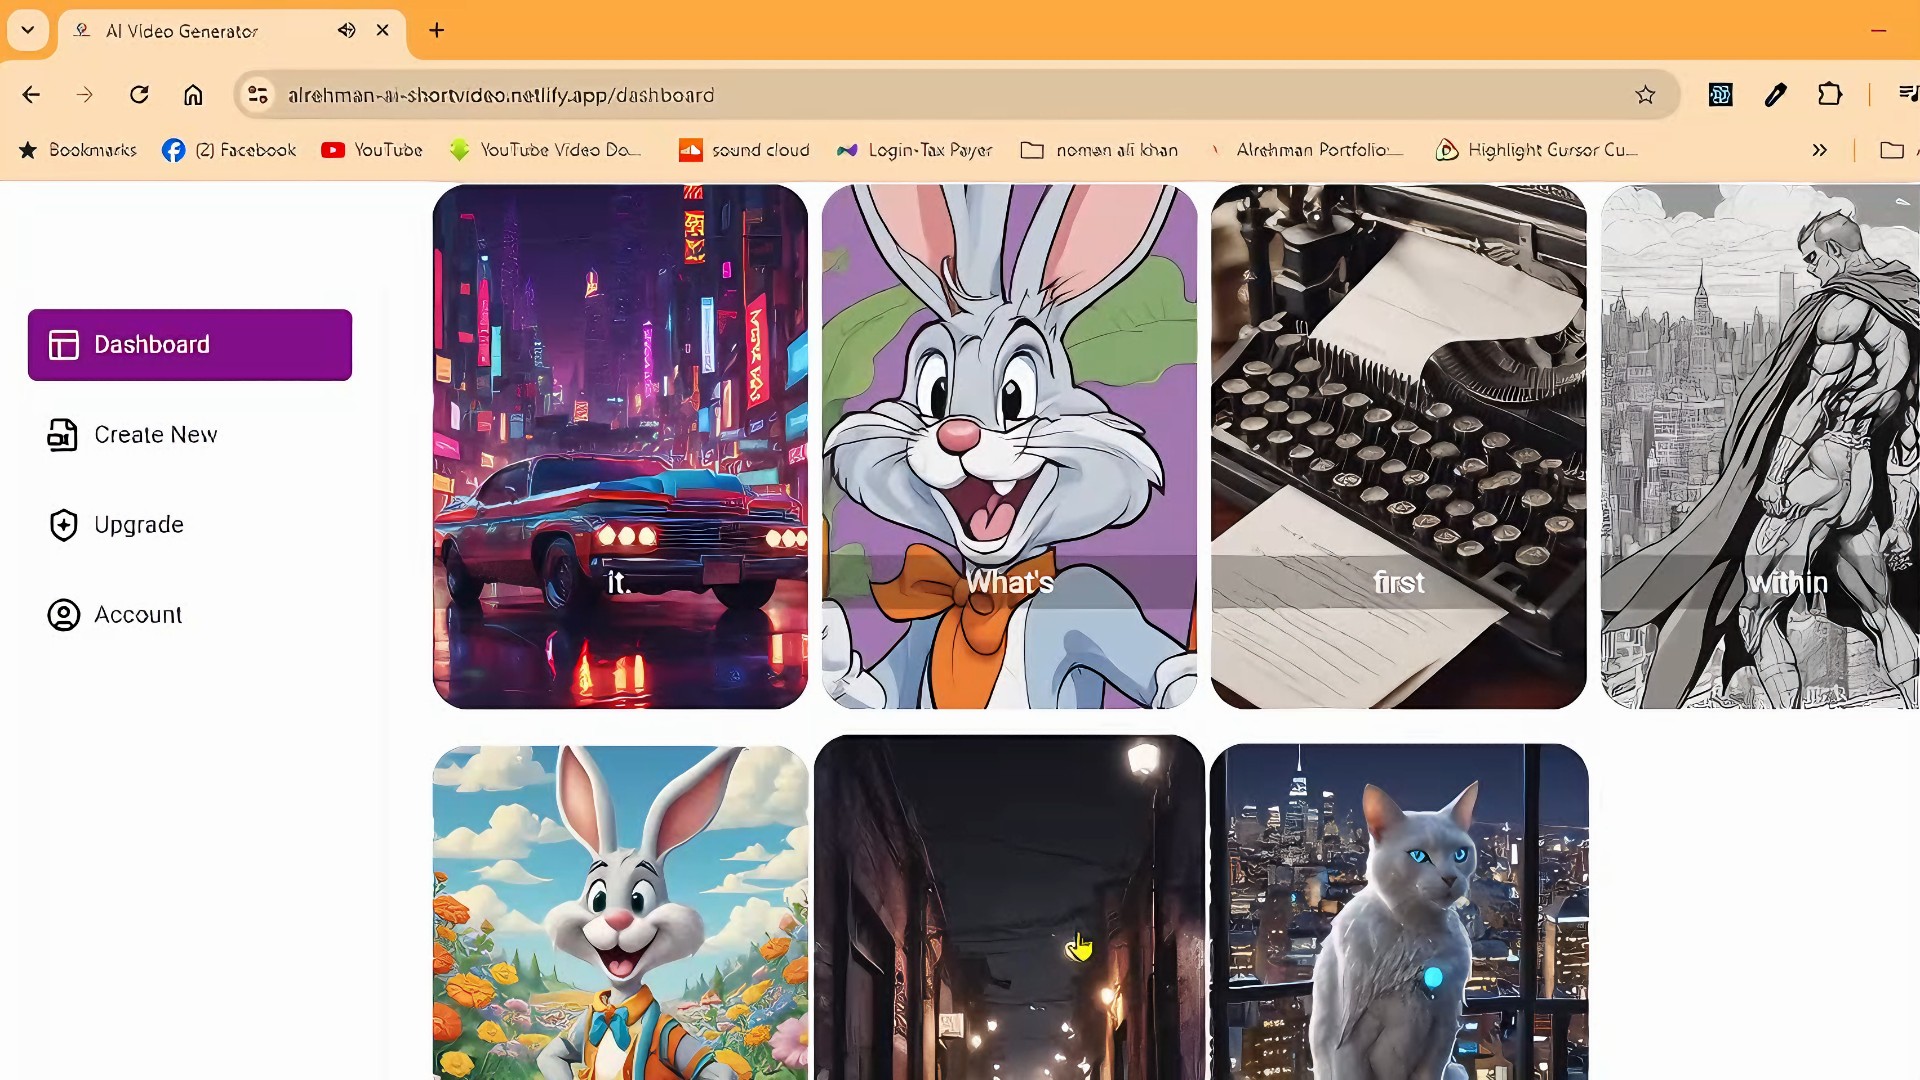 AI Video Generator
alrehman-ai-shortvideo.netlify.app/dashboard
Bookmarks
(2) Facebook
YouTube
YouTube Video Do...
sound cloud
Login-Tax Payer
noman ali khan
Alrehman Portfolio:...
Highlight Cursor Cu...
Dashboard
Create New
Upgrade
Account
it.
What's
first
within